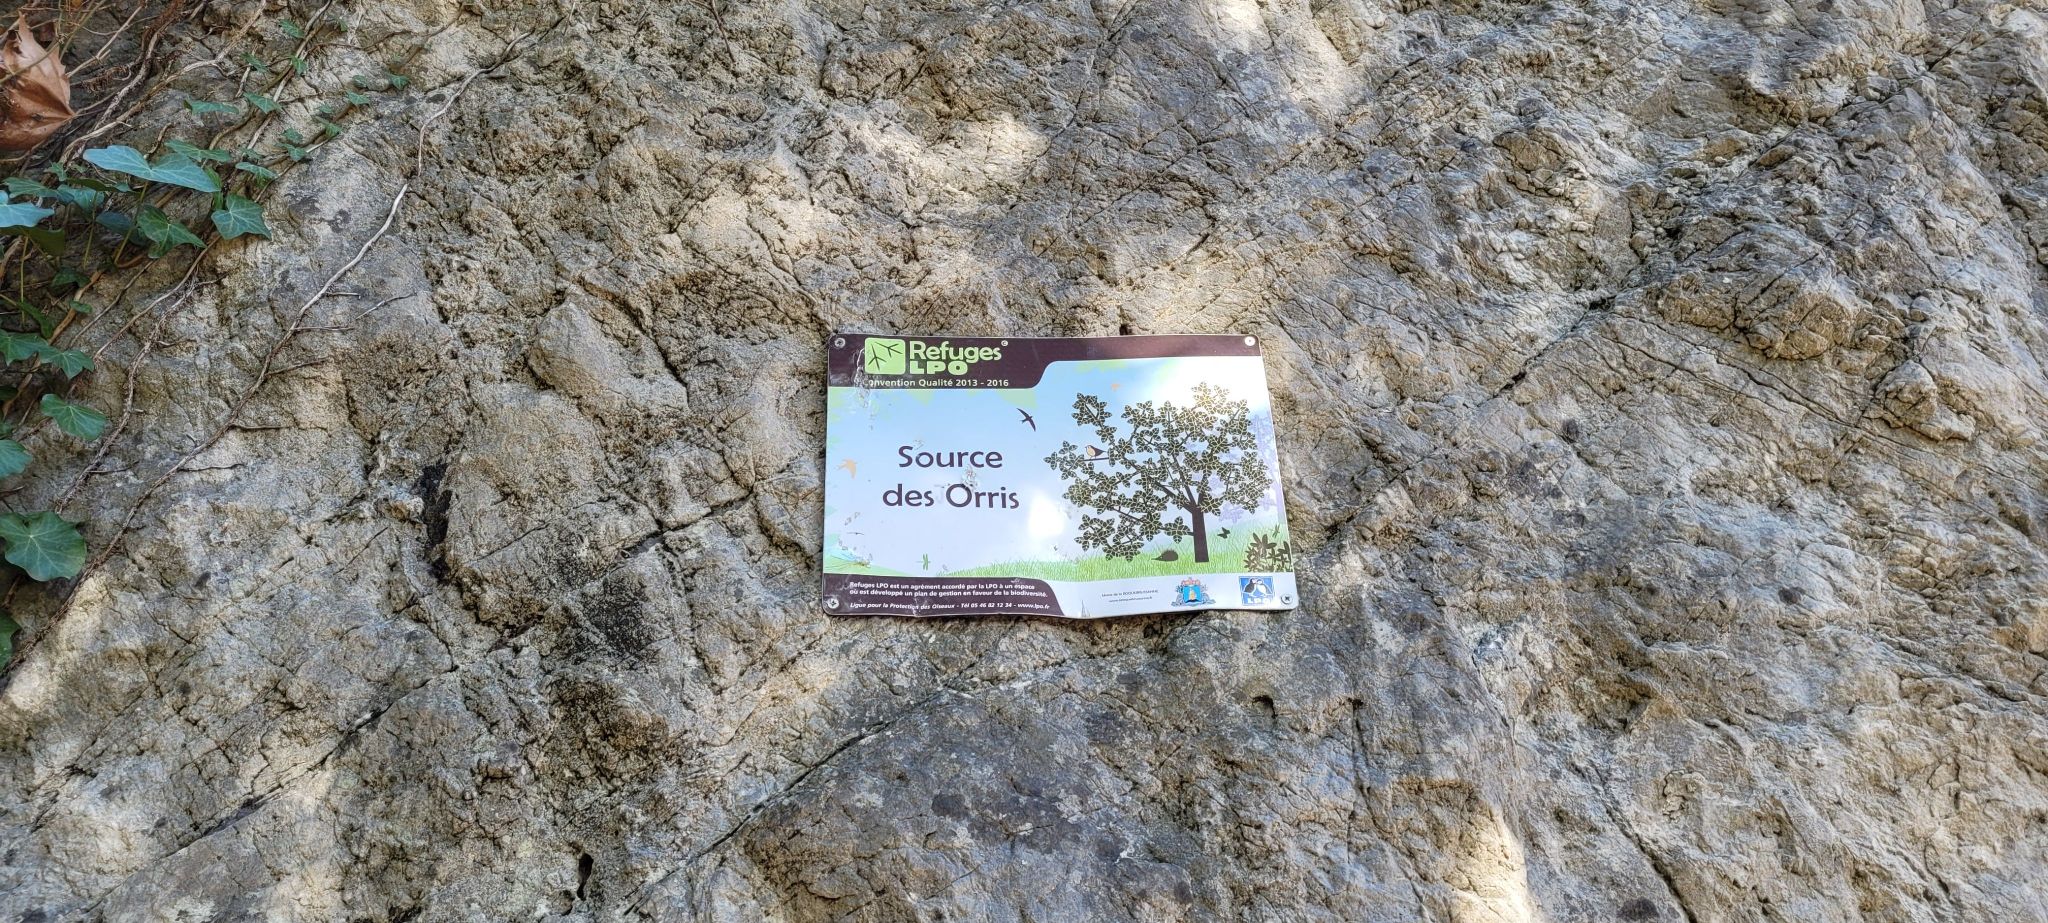 Refuges
LPO
onvention Qualité 2013 - 2016
Source
des Orris
Refuges LPO est un agrément accordé par la LPO à un espace
où est développé un plan de gestion en faveur de la biodiversité.
Ligue pour la Protection des Oiseaux - Tél 05 46 82 12 34 - www.lpo.fr
LPO